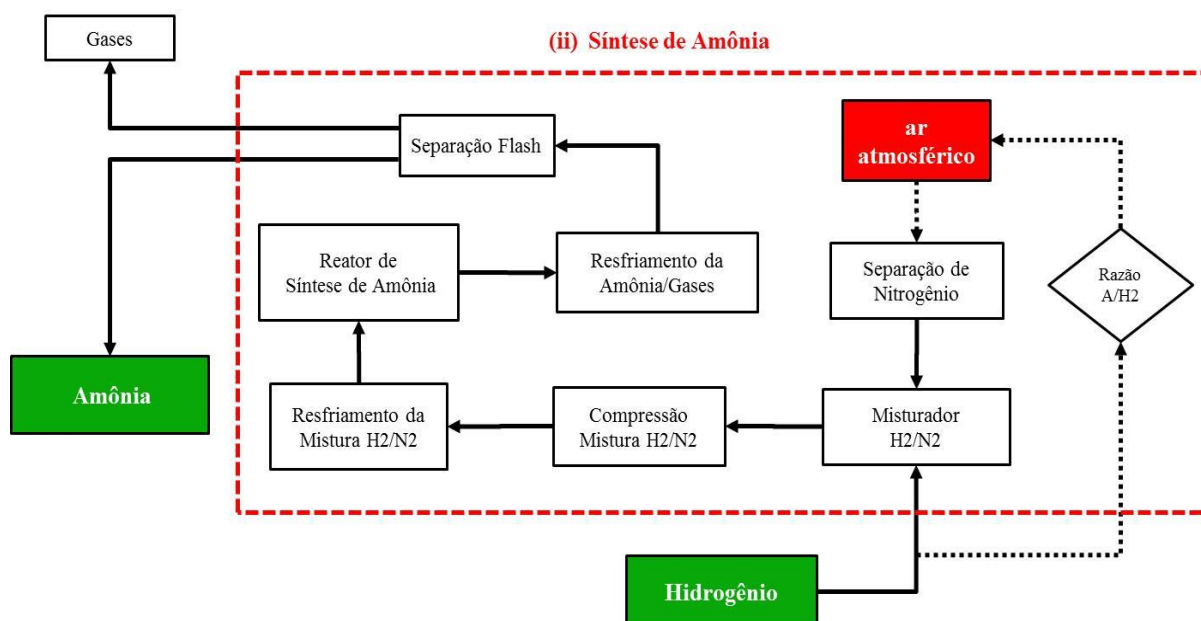 Gases
(ii) Síntese de Amônia
Separação Flash
ar
atmosférico
Reator de
Síntese de Amônia
Resfriamento da
Amônia/Gases
Separação de
Nitrogênio
Razão
A/H2
Amônia
Resfriamento da
Mistura H2/N2
Compressão
Mistura H2/N2
Misturador
H2/N2
Hidrogênio